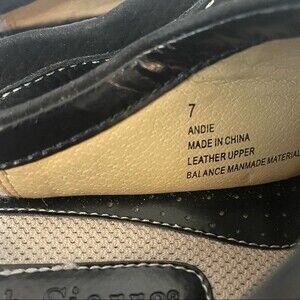 7
ANDIE
MADE IN CHINA
LEATHER UPPER
BALANCE MANMADE MATERIAL